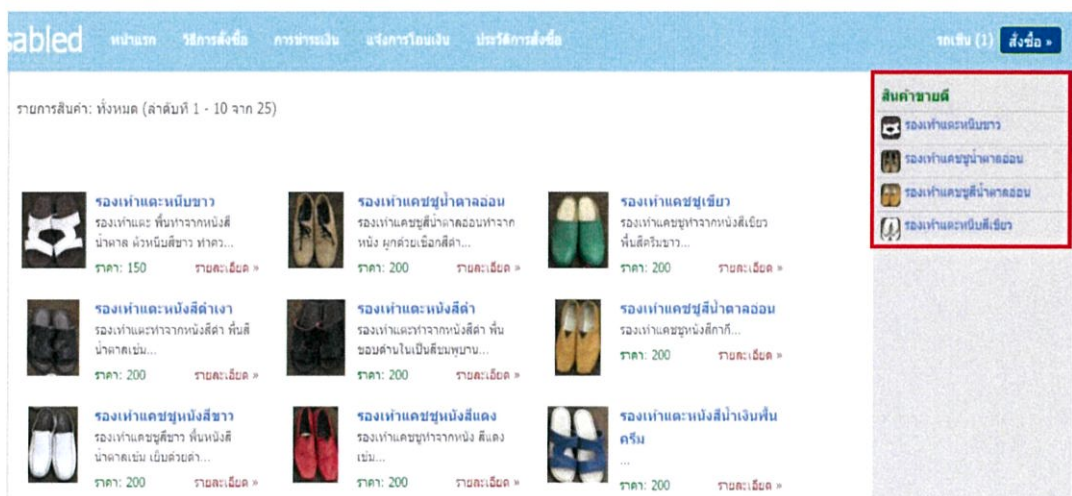 sabled หน้าแรก วิธีการสั่งซื้อ การชำระเงิน แจ้งการโอนเงิน ประวัติการสั่งซื้อ รถเข็น (1) สั่งซื้อ »
รายการสินค้า: ทั้งหมด (ลำดับที่ 1 - 10 จาก 25)
รองเท้าแตะหนีบขาว
รองเท้าแตะ พื้นทำจากหนังสี
น้ำตาล ตัวหนีบสีขาว ทำคว...
ราคา: 150 รายละเอียด »
รองเท้าแคชชูน้ำตาลอ่อน
รองเท้าแคชชูสีน้ำตาลอ่อนทำจาก
หนัง ผูกด้วยเชือกสีดำ...
ราคา: 200 รายละเอียด »
รองเท้าแคชชูเขียว
รองเท้าแคชชูทำจากหนังสีเขียว
พื้นสีครีมขาว...
ราคา: 200 รายละเอียด »
รองเท้าแตะหนังสีดำเงา
รองเท้าแตะทำจากหนังสีดำ พื้นสี
น้ำตาลเข้ม...
ราคา: 200 รายละเอียด »
รองเท้าแตะหนังสีดำ
รองเท้าแตะทำจากหนังสีดำ พื้น
ขอบด้านในเป็นสีชมพูบาน...
ราคา: 200 รายละเอียด »
รองเท้าแคชชูสีน้ำตาลอ่อน
รองเท้าแคชชูหนังสีกากี...
ราคา: 200 รายละเอียด »
รองเท้าแคชชูหนังสีขาว
รองเท้าแคชชูสีขาว พื้นหนังสี
น้ำตาลเข้ม เย็บด้วยดำ...
ราคา: 200 รายละเอียด »
รองเท้าแคชชูหนังสีแดง
รองเท้าแคชชูทำจากหนัง สีแดง
เข้ม...
ราคา: 200 รายละเอียด »
รองเท้าแตะหนังสีน้ำเงินพื้น
ครีม
...
ราคา: 200 รายละเอียด »
สินค้าขายดี
รองเท้าแตะหนีบขาว
รองเท้าแคชชูน้ำตาลอ่อน
รองเท้าแคชชูสีน้ำตาลอ่อน
รองเท้าแตะหนีบสีเขียว